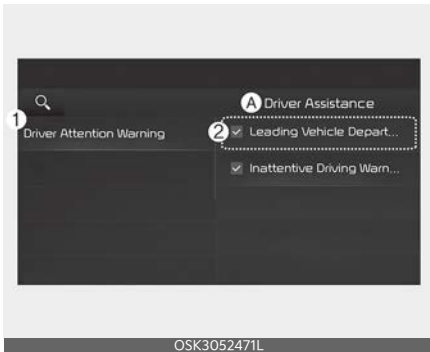 A Driver Assistance
1
Driver Attention Warning
2 Leading Vehicle Depart...
Inattentive Driving Warn...
OSK3052471L